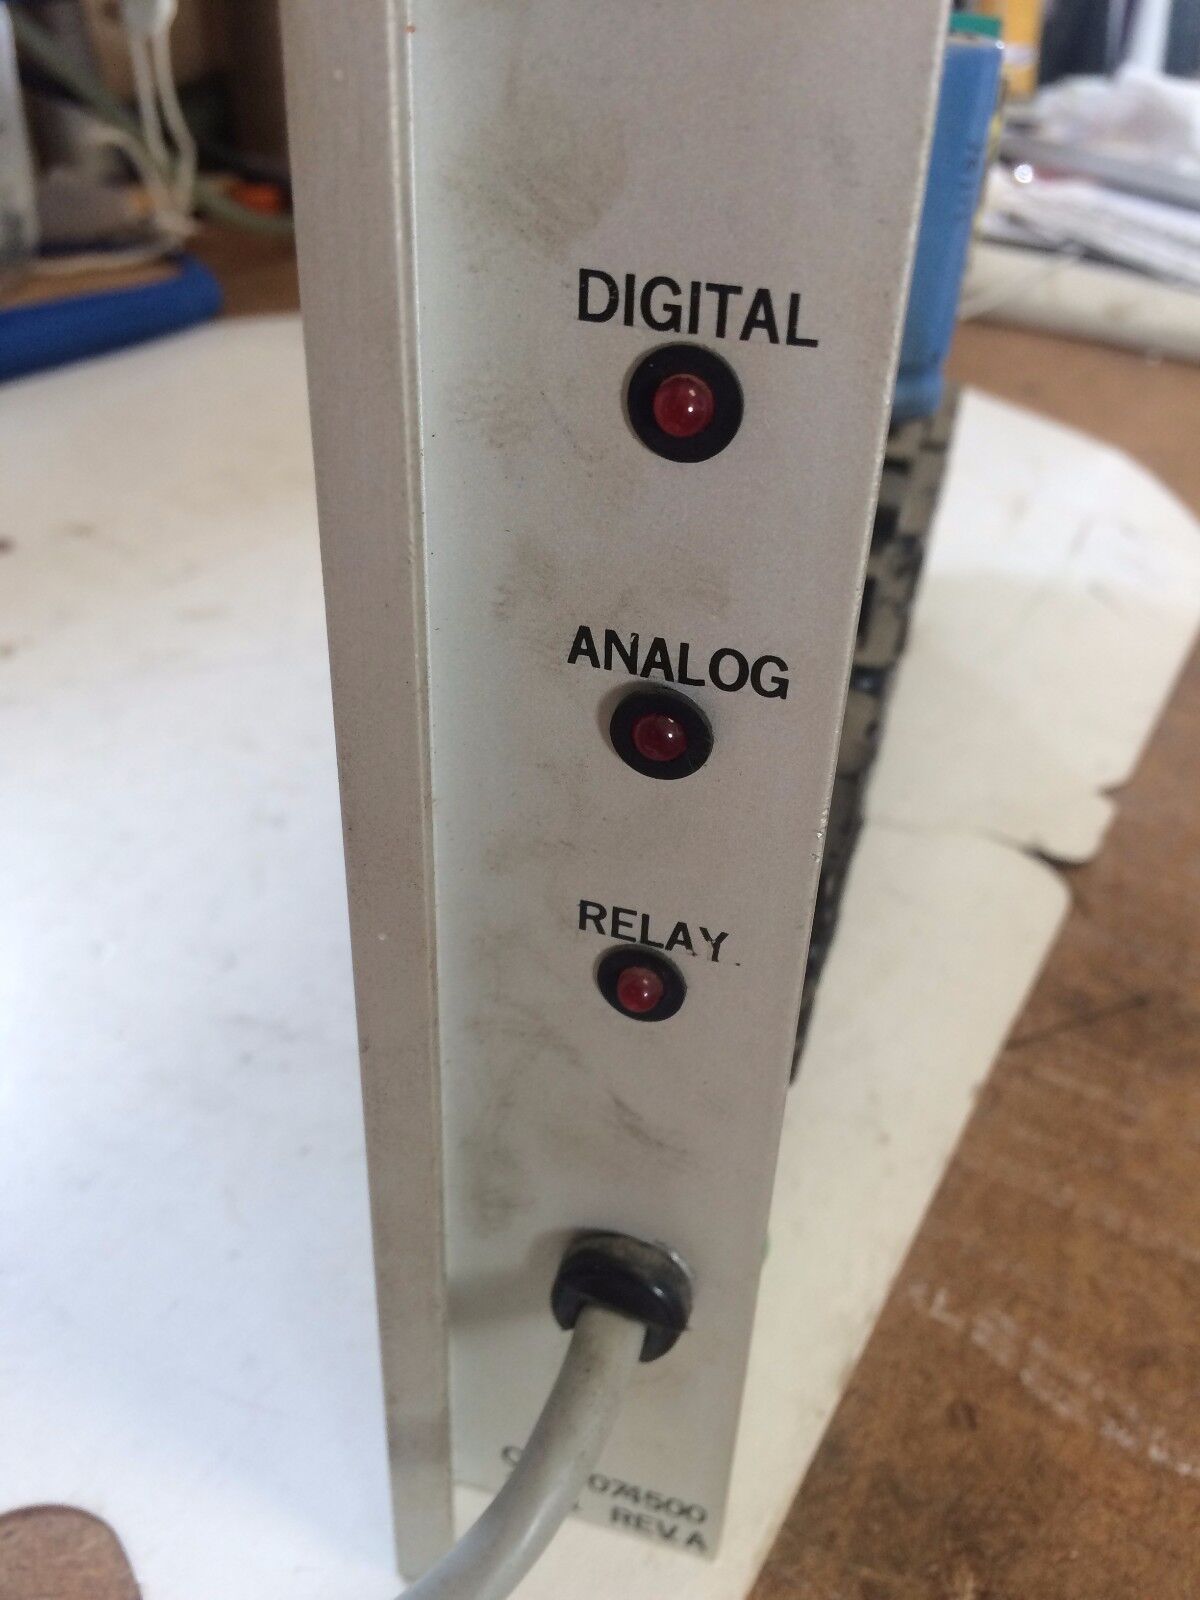 DIGITAL
ANALOG
RELAY
074500
REV.A